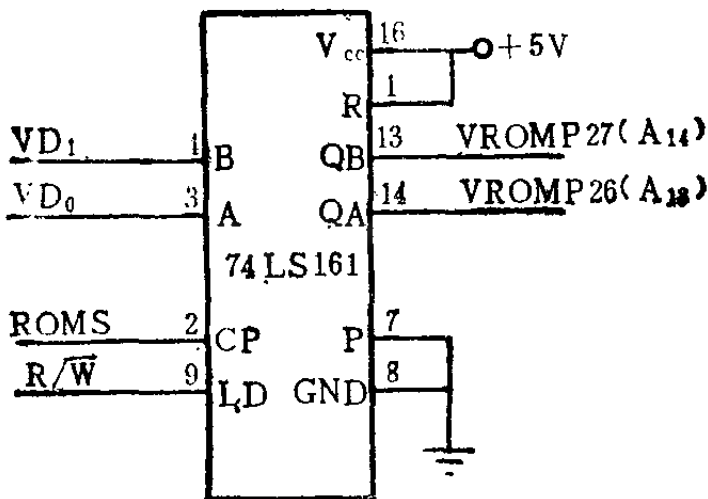 Vcc 16 +5V
R 1
VD₁ 1 B QB 13 VROMP27(A₁₄)
VD₀ 3 A QA 14 VROMP26(A₁₃)
74LS161
ROMS 2 CP P 7
R/W̅ 9 LD GND 8